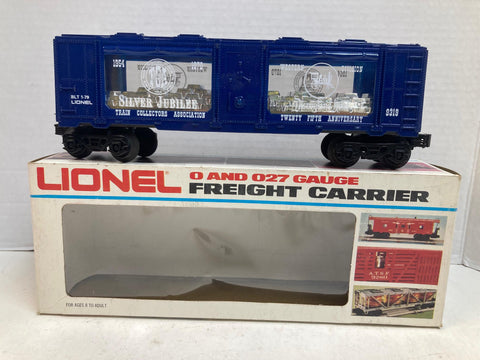 1954
1979
BLT 1-79
LIONEL
SILVER JUBILEE
TRAIN COLLECTORS ASSOCIATION
TWENTY FIFTH ANNIVERSARY
9319
LIONEL
O AND O27 GAUGE
FREIGHT CARRIER
A.T.S.F.
FOR AGES 8 TO ADULT